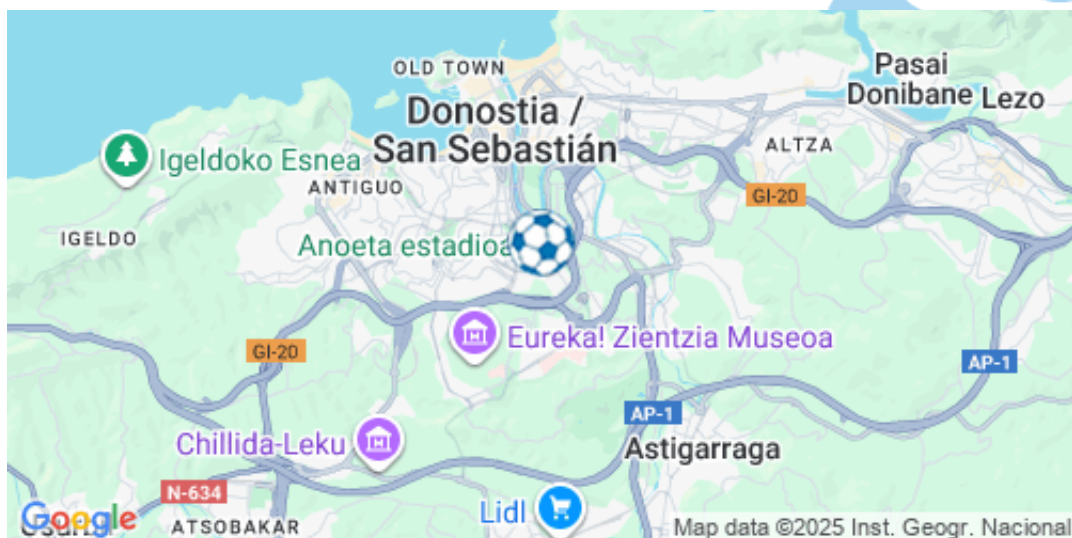 OLD TOWN
Donostia /
San Sebastián
Pasai
Donibane
Lezo
ALTZA
Igeldoko Esnea
ANTIGUO
GI-20
IGELDO
Anoeta estadioa
Eureka! Zientzia Museoa
GI-20
AP-1
AP-1
Chillida-Leku
Astigarraga
N-634
Lidl
Google
ATSOBAKAR
Map data ©2025 Inst. Geogr. Nacional